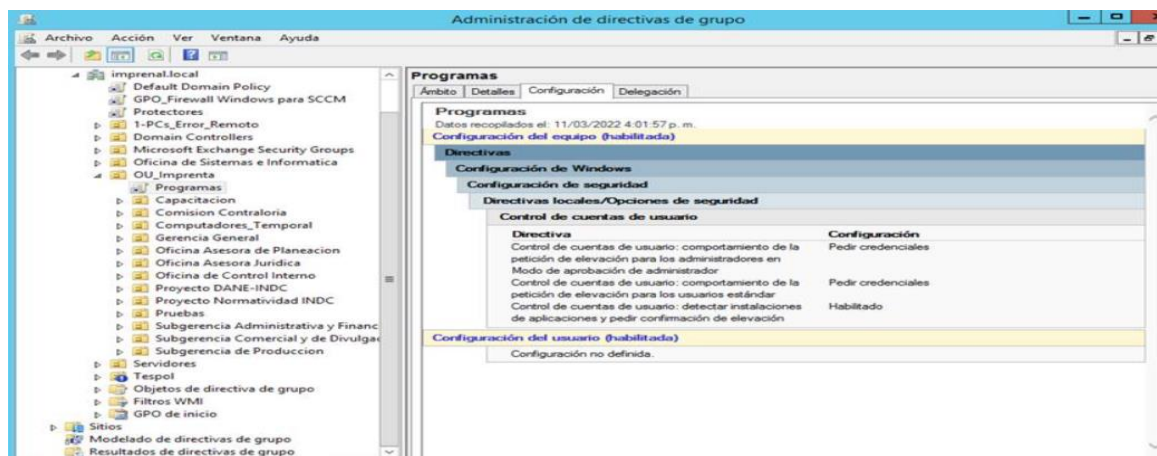 Administración de directivas de grupo
Archivo Acción Ver Ventana Ayuda
imprenal.local
Default Domain Policy
GPO_Firewall Windows para SCCM
Protectores
1-PCs_Error_Remoto
Domain Controllers
Microsoft Exchange Security Groups
Oficina de Sistemas e Informatica
OU_Imprenta
Programas
Capacitacion
Comision Contraloria
Computadores_Temporal
Gerencia General
Oficina Asesora de Planeacion
Oficina Asesora Juridica
Oficina de Control Interno
Proyecto DANE-INDC
Proyecto Normatividad INDC
Pruebas
Subgerencia Administrativa y Financ
Subgerencia Comercial y de Divulga
Subgerencia de Produccion
Servidores
Tespol
Objetos de directiva de grupo
Filtros WMI
GPO de inicio
Sitios
Modelado de directivas de grupo
Resultados de directivas de grupo
Programas
Ámbito Detalles Configuración Delegación
Programas
Datos recopilados el: 11/03/2022 4:01:57 p. m.
Configuración del equipo (habilitada)
Directivas
Configuración de Windows
Configuración de seguridad
Directivas locales/Opciones de seguridad
Control de cuentas de usuario
Directiva Configuración
Control de cuentas de usuario: comportamiento de la Pedir credenciales
petición de elevación para los administradores en
Modo de aprobación de administrador
Control de cuentas de usuario: comportamiento de la Pedir credenciales
petición de elevación para los usuarios estándar
Control de cuentas de usuario: detectar instalaciones Habilitado
de aplicaciones y pedir confirmación de elevación
Configuración del usuario (habilitada)
Configuración no definida.